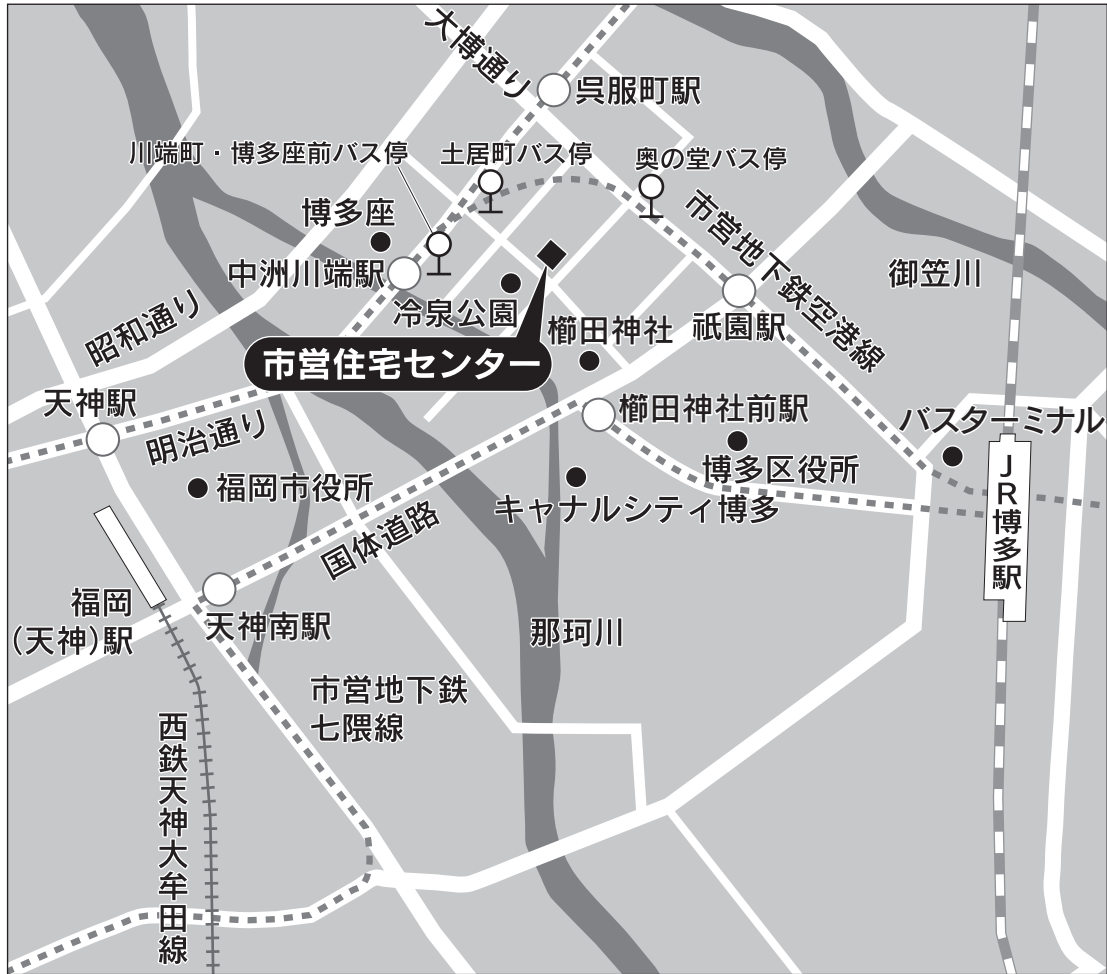 大博通り
呉服町駅
川端町・博多座前バス停
土居町バス停
奥の堂バス停
博多座
市営地下鉄空港線
中洲川端駅
御笠川
冷泉公園
昭和通り
櫛田神社
祇園駅
市営住宅センター
天神駅
明治通り
櫛田神社前駅
バスターミナル
福岡市役所
博多区役所
キャナルシティ博多
JR博多駅
国体道路
福岡
(天神)駅
天神南駅
那珂川
市営地下鉄
七隈線
西鉄天神大牟田線